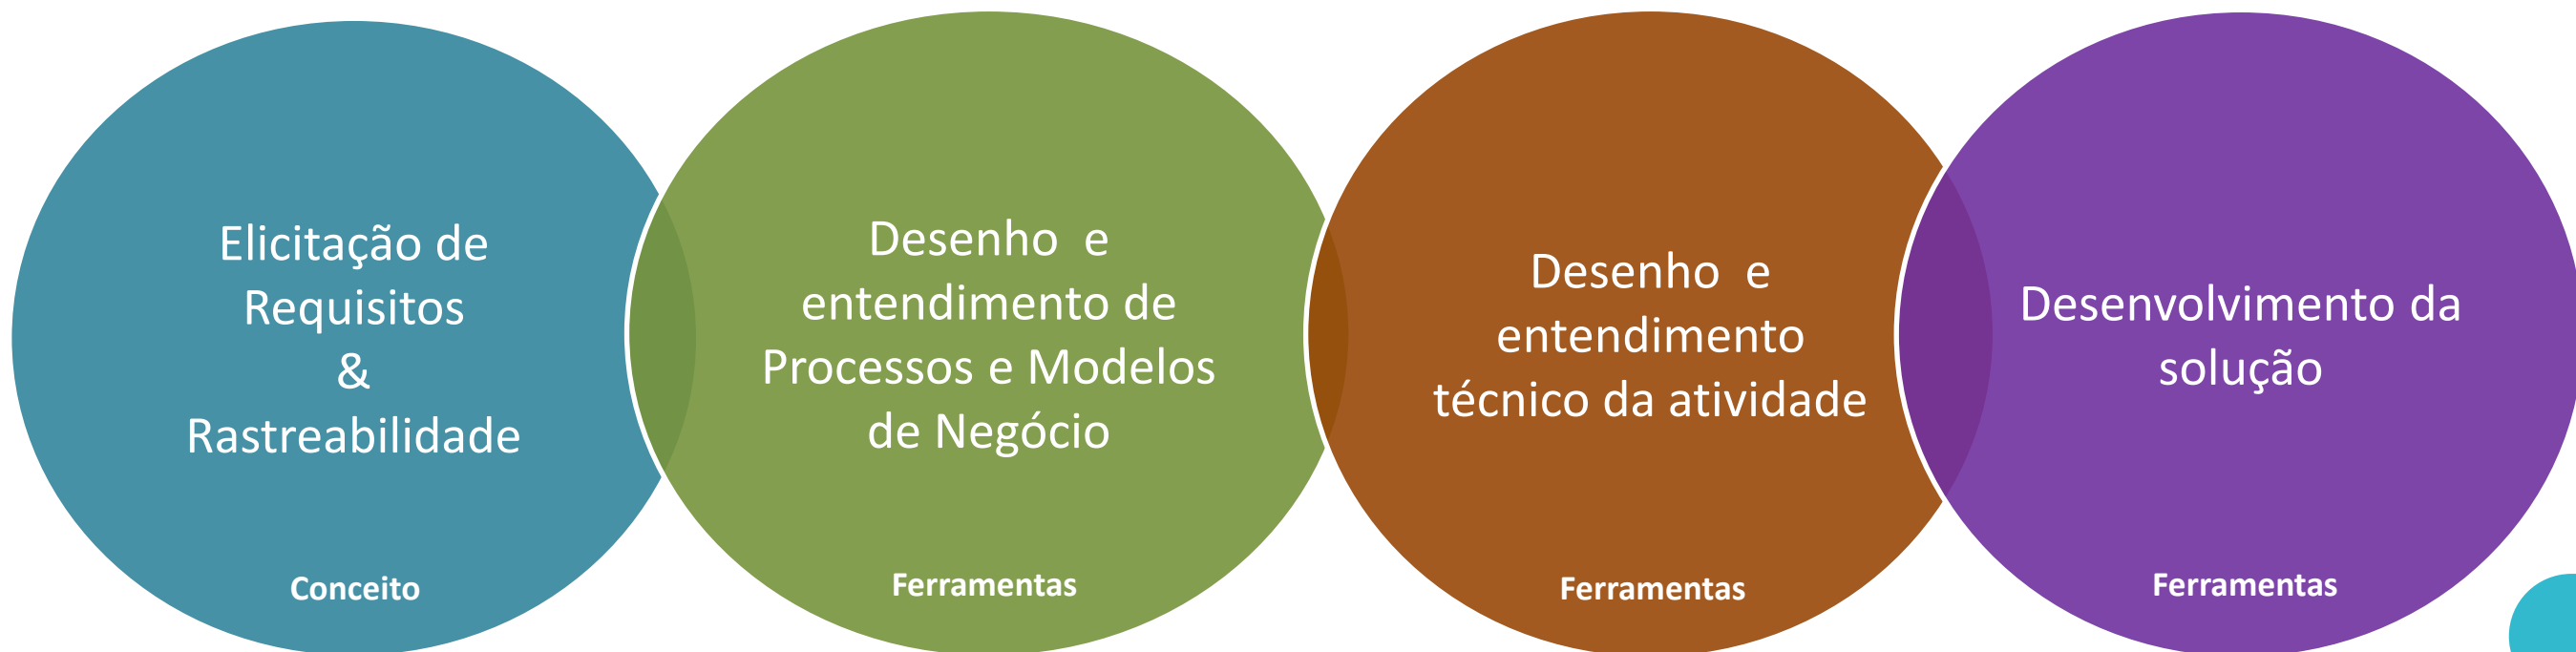 Elicitação de
Requisitos
&
Rastreabilidade
Conceito
Desenho e
entendimento de
Processos e Modelos
de Negócio
Ferramentas
Desenho e
entendimento
técnico da atividade
Ferramentas
Desenvolvimento da
solução
Ferramentas